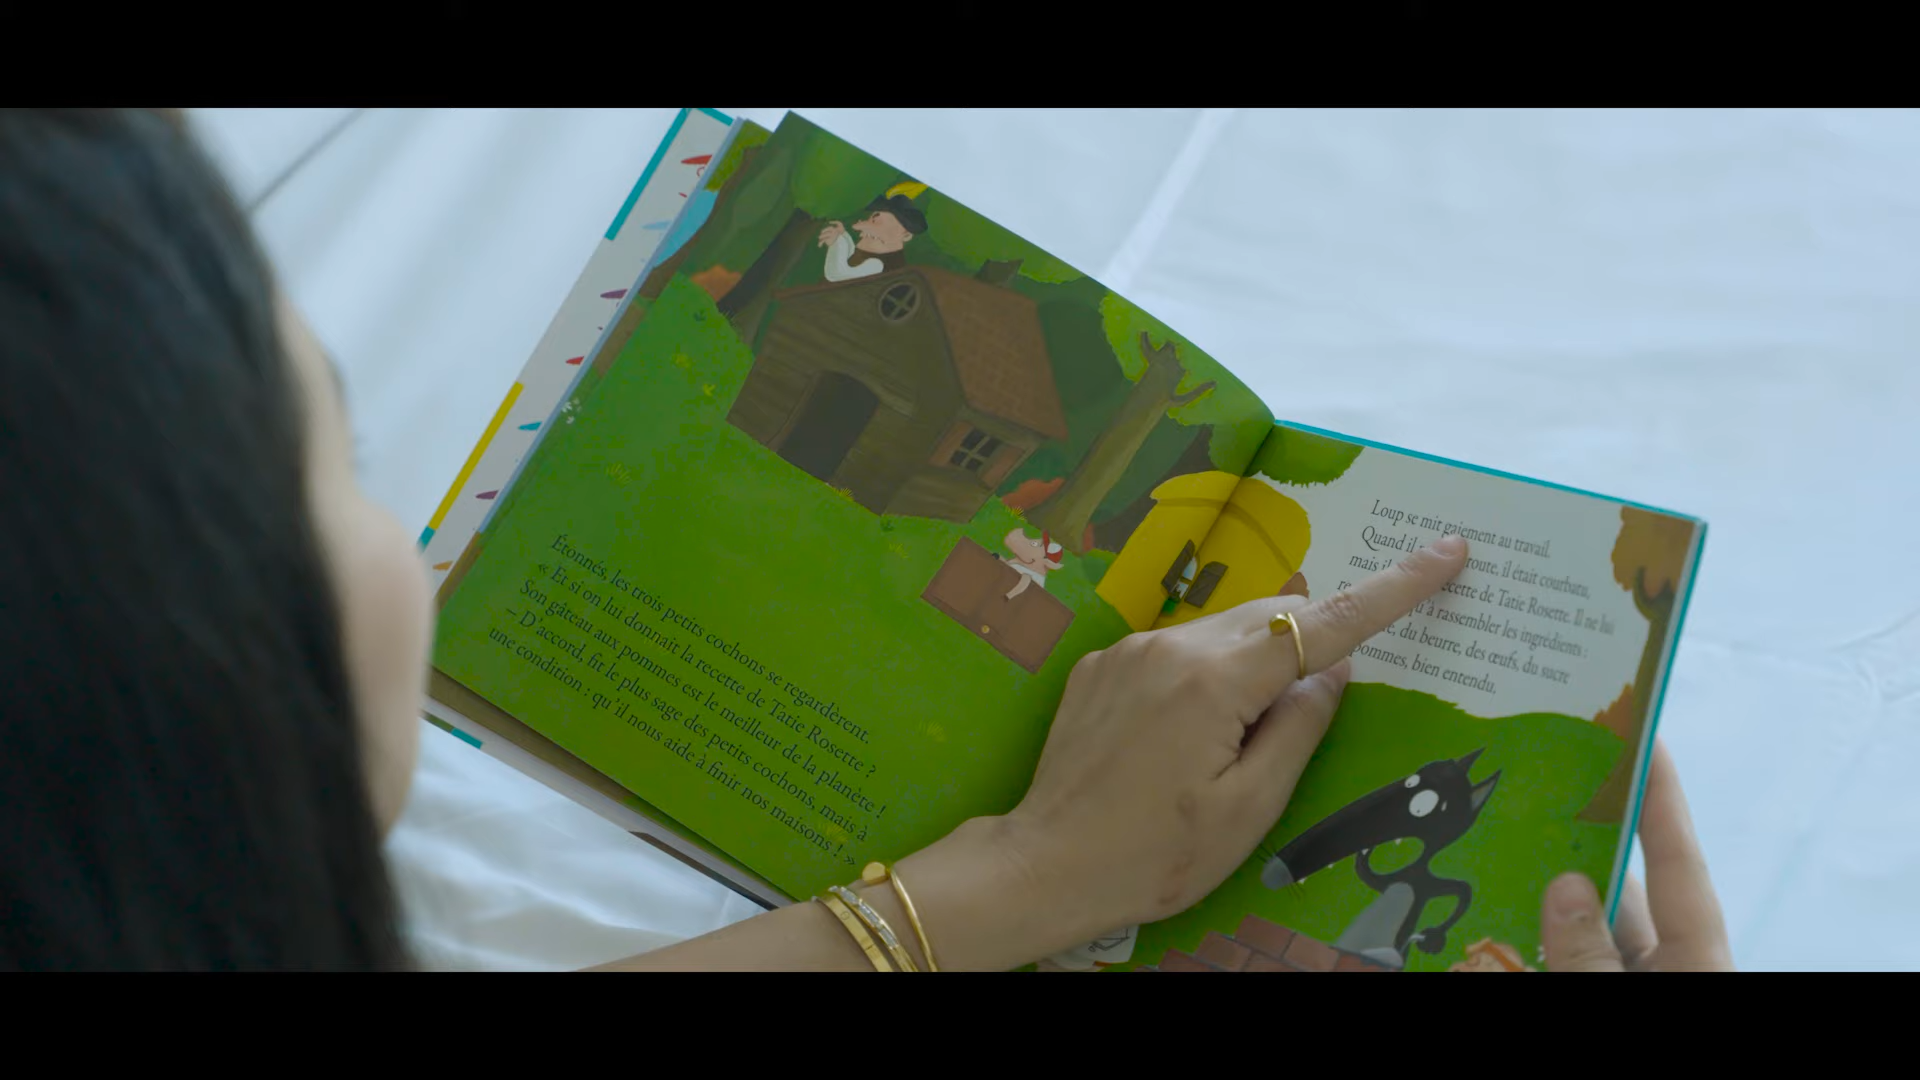 Étonnés, les trois petits cochons se regardèrent.
« Et si on lui donnait la recette de Tatie Rosette ?
Son gâteau aux pommes est le meilleur de la planète !
– D'accord, fit le plus sage des petits cochons, mais à
une condition : qu'il nous aide à finir nos maisons ! »
Loup se mit gaiement au travail.
Quand il route, il était courbatu,
mais il recette de Tatie Rosette. Il ne lui
qu'à rassembler les ingrédients :
du beurre, des œufs, du sucre
pommes, bien entendu.